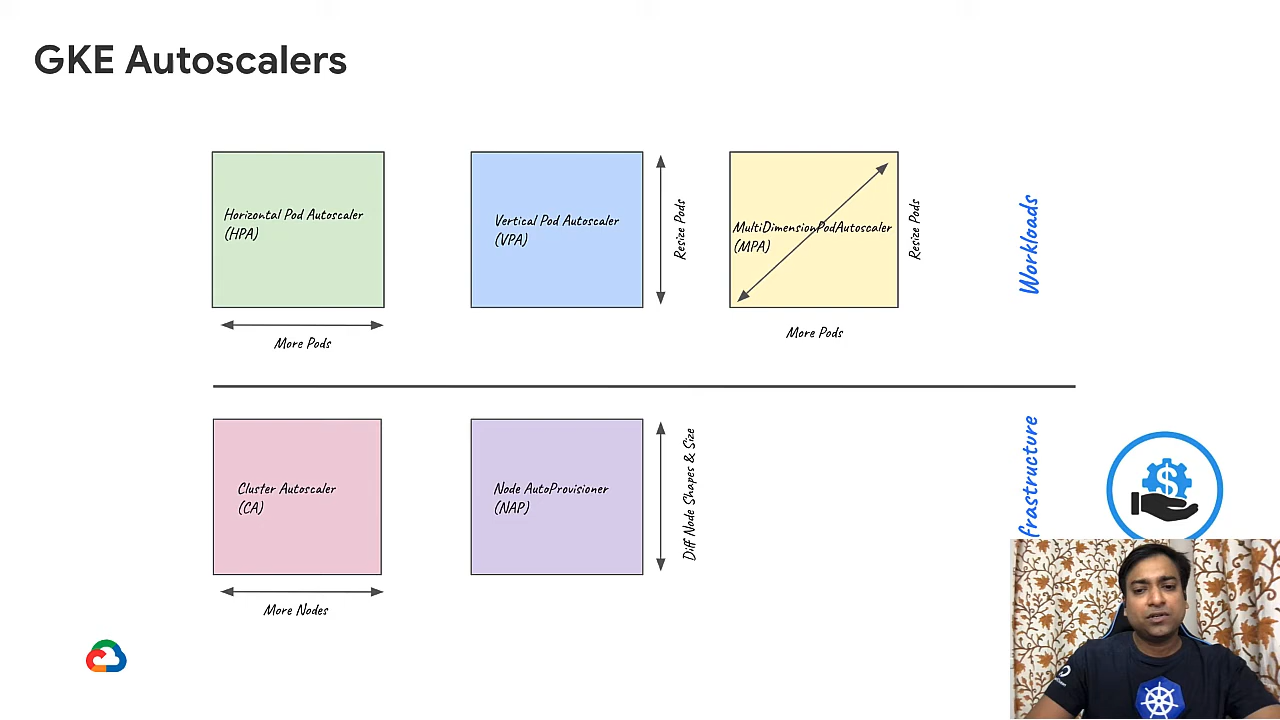 GKE Autoscalers
Horizontal Pod Autoscaler
(HPA)
More Pods
Vertical Pod Autoscaler
(VPA)
Resize Pods
MultiDimensionPodAutoscaler
(MPA)
Resize Pods
More Pods
Workloads
Cluster Autoscaler
(CA)
More Nodes
Node AutoProvisioner
(NAP)
Diff Node Shapes & Size
frastructure
$